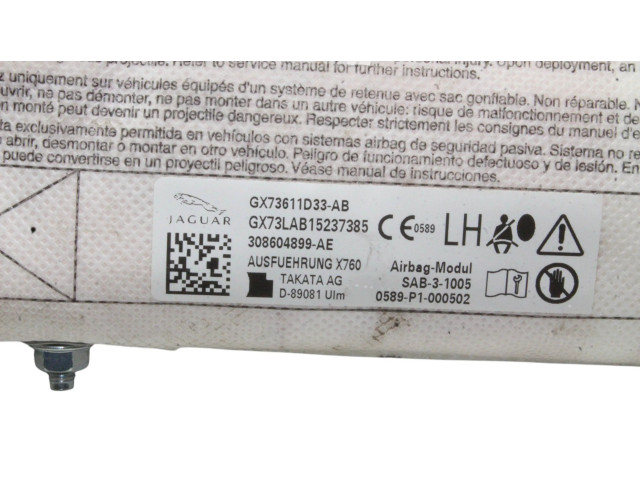 projectile. Refer to service manual for further instructions. injury. Upon deployment, an
uniquement sur véhicules équipés d'un système de retenue avec sac gonflable. Non réparable.
ouvrir, ne pas démonter, ne pas monter dans un autre véhicule: risque de malfonctionnement et de
on monté peut devenir un projectile dangereux. Respecter strictement les consignes du manuel d'e
ta exclusivamente permitida en vehículos con sistemas airbag de seguridad pasiva. Sistema no re
abrir, desmontar o montar en otro vehículo. Peligro de funcionamiento defectuoso y de lesión.
puede convertirse en un proyectil peligroso. Véase manual de instrucciones.
JAGUAR
GX73611D33-AB
GX73LAB15237385
308604899-AE
AUSFUEHRUNG X760
TAKATA AG
D-89081 Ulm
CE 0589
LH
Airbag-Modul
SAB-3-1005
0589-P1-000502